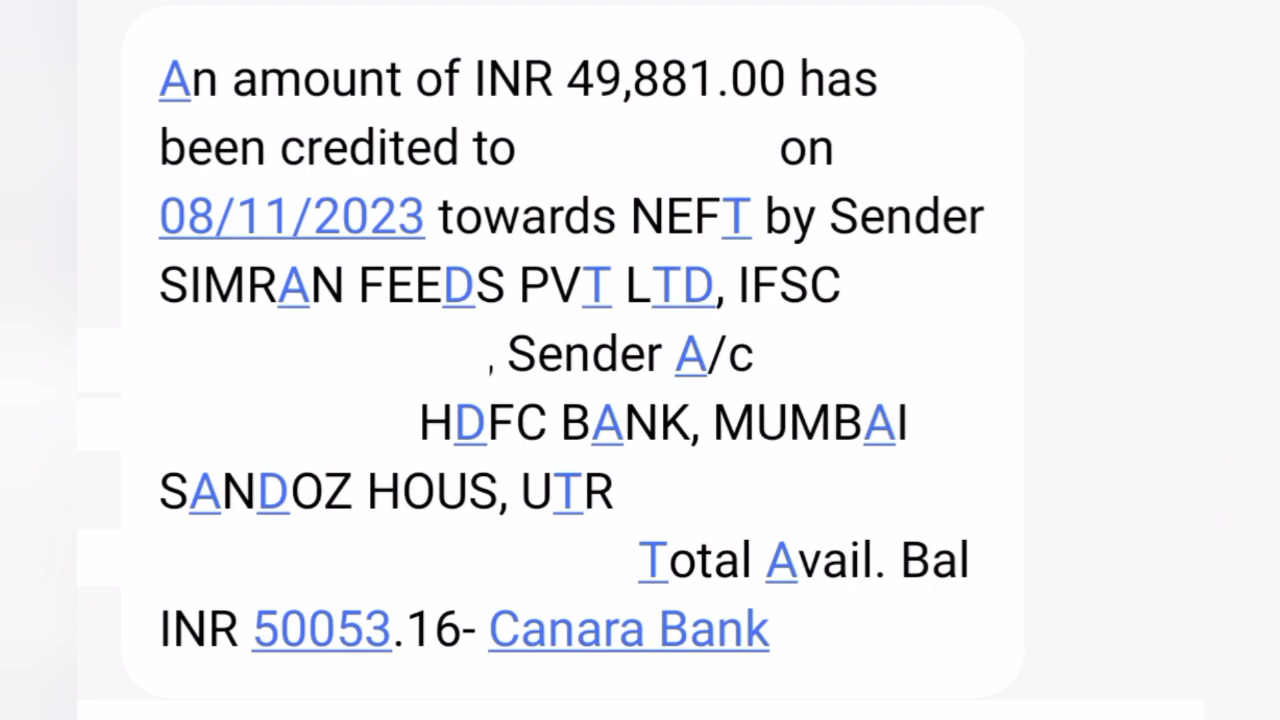 An amount of INR 49,881.00 has
been credited to on
08/11/2023 towards NEFT by Sender
SIMRAN FEEDS PVT LTD, IFSC
, Sender A/c
HDFC BANK, MUMBAI
SANDOZ HOUS, UTR
Total Avail. Bal
INR 50053.16- Canara Bank